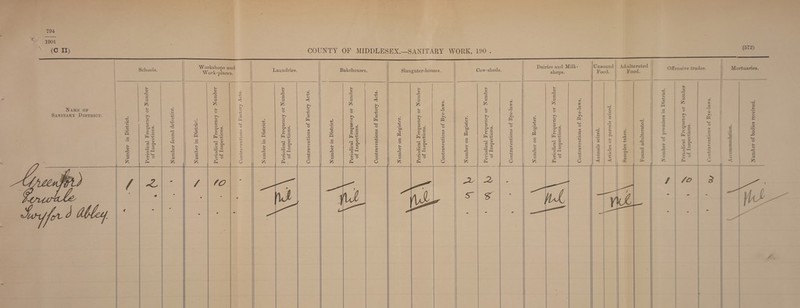 794
1901
(C II)
COUNTY OF MIDDLESEX.—SANITARY WORK, 190 .
(273)
Name of Sanitary District.
Schools.
Number in District.
Periodical Frequency or Number of Inspections.
Number found defective.
Workshops and Work-places.
Number in District.
Periodical Frequency or Number of Inspections.
Contraventions of Factory Acts.
Laundries.
Number in District.
Periodical Frequency or Number of Inspections.
Contraventions of Factory Acts.
Bakehouses.
Number in District.
Periodical Frequency or Number of Inspections.
Contraventions of Factory Acts.
Slaughter-houses.
Number on Register.
Periodical Frequency or Number of Inspections.
Contraventions of Bye-laws.
Cow-sheds.
Number on Register.
Periodical Frequency or Number of Inspections.
Contraventions of Bye-laws.
Dairies and Milk-shops.
Number on Register.
Periodical Frequency or Number of Inspections.
Contraventions of Bye-laws.
Unsound Food.
Animals seized.
Articles or parcels seized.
Adulterated Food.
Samples taken.
Found adulterated.
Offensive trades.
Number of premises in District.
Periodical Frequency or Number of Inspections.
Contraventions of Bye-laws.
Mortuaries.
Accommodation.
Number of bodies received.
Greenford 1 2 1 10 2 2 1 10 3
Perivale nil nil nil 5 8 nil nil nil
Twyford Abbey